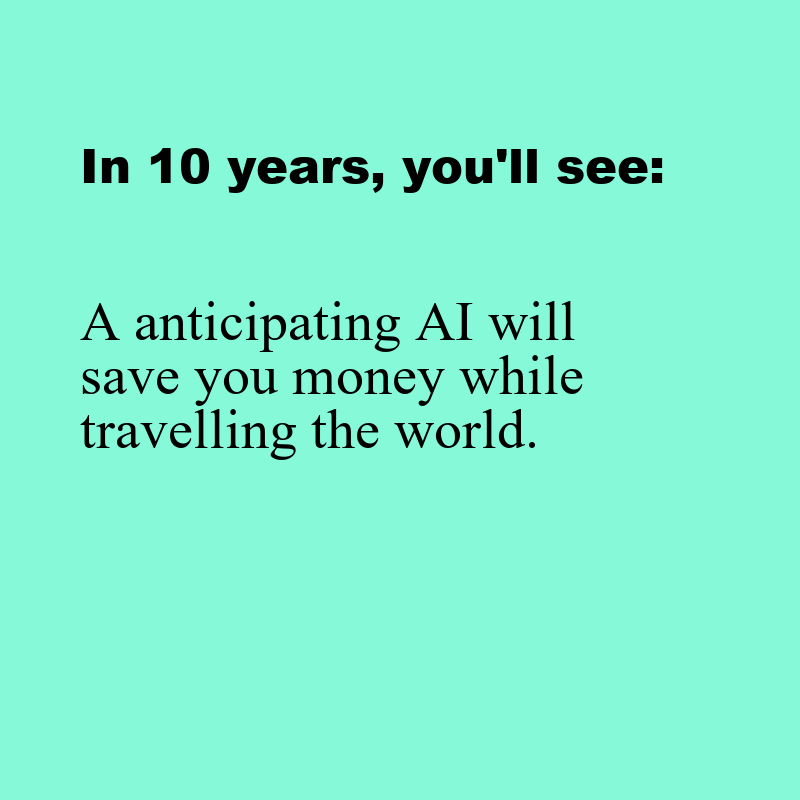 In 10 years, you'll see:
A anticipating AI will
save you money while
travelling the world.